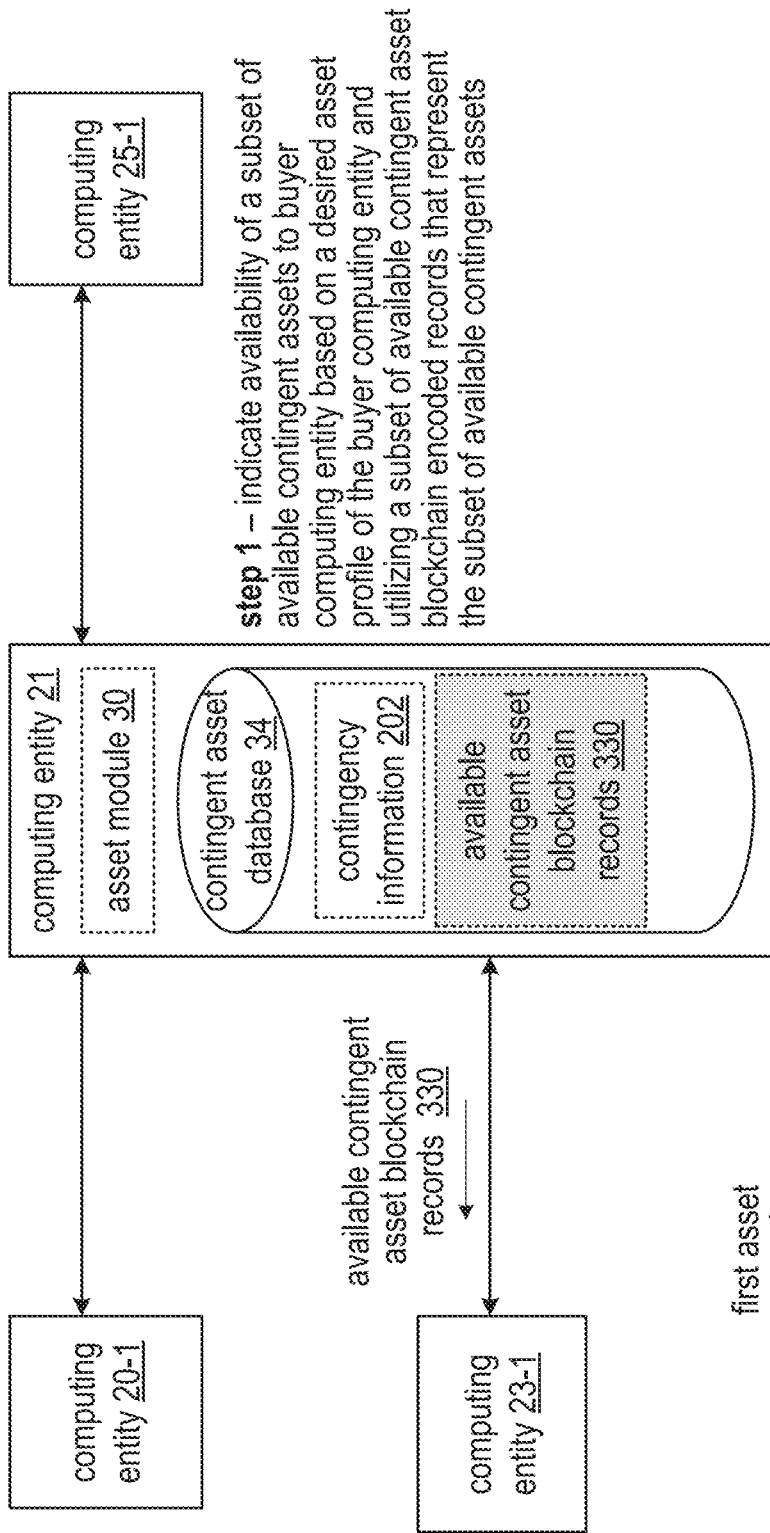 computing
entity 20-1
computing entity 21
asset module 30
contingent asset
database 34
contingency
information 202
available
contingent asset
blockchain
records 330
computing
entity 25-1
available contingent
asset blockchain
records 330
computing
entity 23-1
step 1 – indicate availability of a subset of
available contingent assets to buyer
computing entity based on a desired asset
profile of the buyer computing entity and
utilizing a subset of available contingent asset
blockchain encoded records that represent
the subset of available contingent assets
first asset